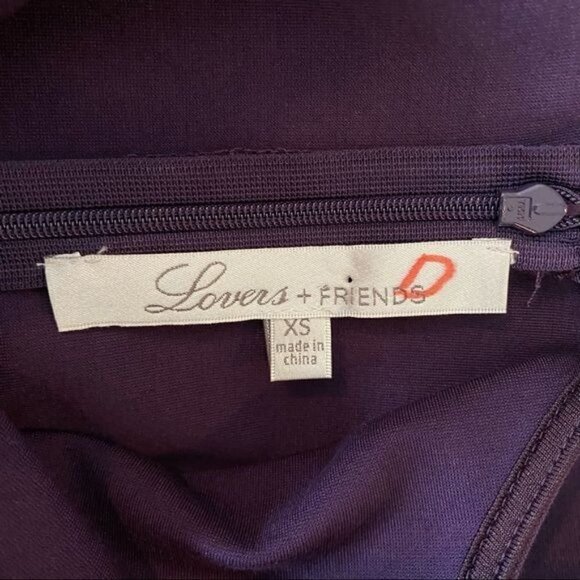 Lovers + FRIENDS
D
XS
made in
china